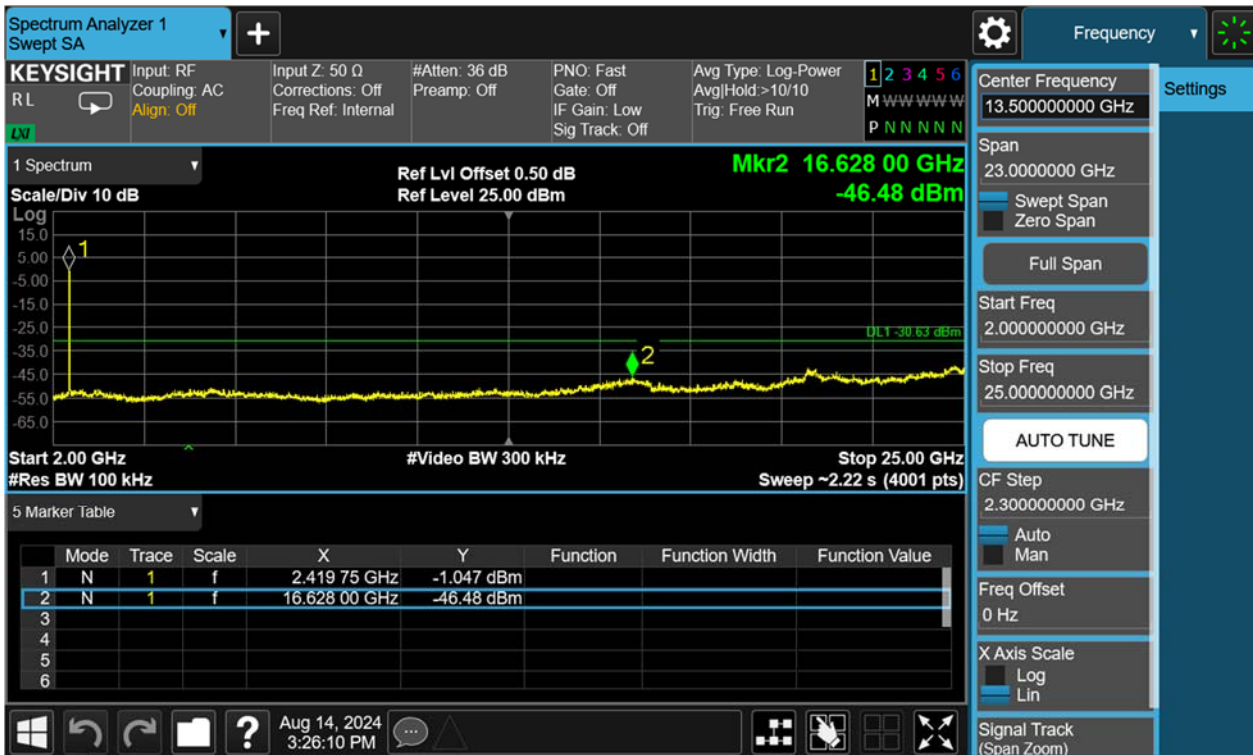 Spectrum Analyzer 1
Swept SA
+
Frequency
KEYSIGHT
RL
LXI
Input: RF
Coupling: AC
Align: Off
Input Z: 50 Ω
Corrections: Off
Freq Ref: Internal
#Atten: 36 dB
Preamp: Off
PNO: Fast
Gate: Off
IF Gain: Low
Sig Track: Off
Avg Type: Log-Power
Avg|Hold:>10/10
Trig: Free Run
1 2 3 4 5 6
M W W W W W
P N N N N N
1 Spectrum
Scale/Div 10 dB
Ref Lvl Offset 0.50 dB
Ref Level 25.00 dBm
Mkr2 16.628 00 GHz
-46.48 dBm
Log
15.0
5.00
-5.00
-15.0
-25.0
-35.0
-45.0
-55.0
-65.0
1
2
DL1 -30.63 dBm
Start 2.00 GHz
#Res BW 100 kHz
#Video BW 300 kHz
Stop 25.00 GHz
Sweep ~2.22 s (4001 pts)
5 Marker Table
Mode Trace Scale X Y Function Function Width Function Value
1 N 1 f 2.419 75 GHz -1.047 dBm
2 N 1 f 16.628 00 GHz -46.48 dBm
3
4
5
6
?
Aug 14, 2024
3:26:10 PM
Center Frequency
13.500000000 GHz
Span
23.0000000 GHz
Swept Span
Zero Span
Full Span
Start Freq
2.000000000 GHz
Stop Freq
25.000000000 GHz
AUTO TUNE
CF Step
2.300000000 GHz
Auto
Man
Freq Offset
0 Hz
X Axis Scale
Log
Lin
Signal Track
(Span Zoom)
Settings